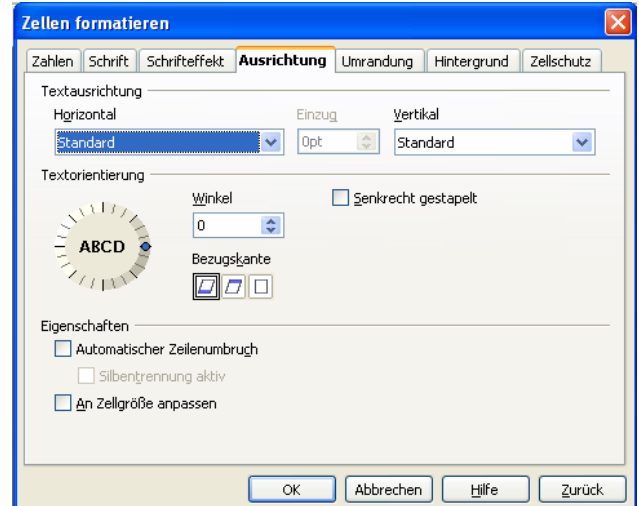 Zellen formatieren
Zahlen Schrift Schrifteffekt Ausrichtung Umrandung Hintergrund Zellschutz
Textausrichtung
Horizontal Einzug Vertikal
Standard 0pt Standard
Textorientierung
Winkel Senkrecht gestapelt
0
ABCD
Bezugskante
Eigenschaften
Automatischer Zeilenumbruch
Silbentrennung aktiv
An Zellgröße anpassen
OK Abbrechen Hilfe Zurück